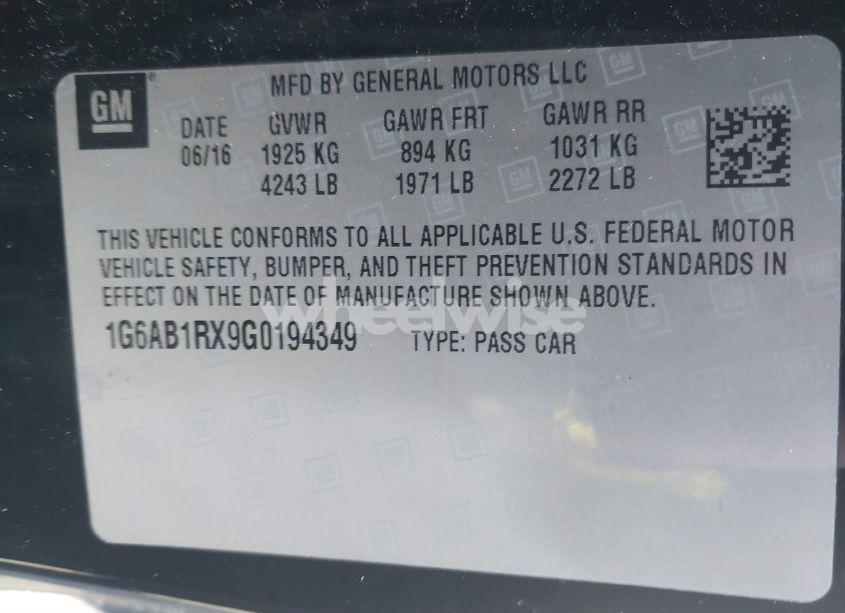 GM
MFD BY GENERAL MOTORS LLC
DATE GVWR GAWR FRT GAWR RR
06/16 1925 KG 894 KG 1031 KG
4243 LB 1971 LB 2272 LB
THIS VEHICLE CONFORMS TO ALL APPLICABLE U.S. FEDERAL MOTOR
VEHICLE SAFETY, BUMPER, AND THEFT PREVENTION STANDARDS IN
EFFECT ON THE DATE OF MANUFACTURE SHOWN ABOVE.
wheelwise
1G6AB1RX9G0194349 TYPE: PASS CAR